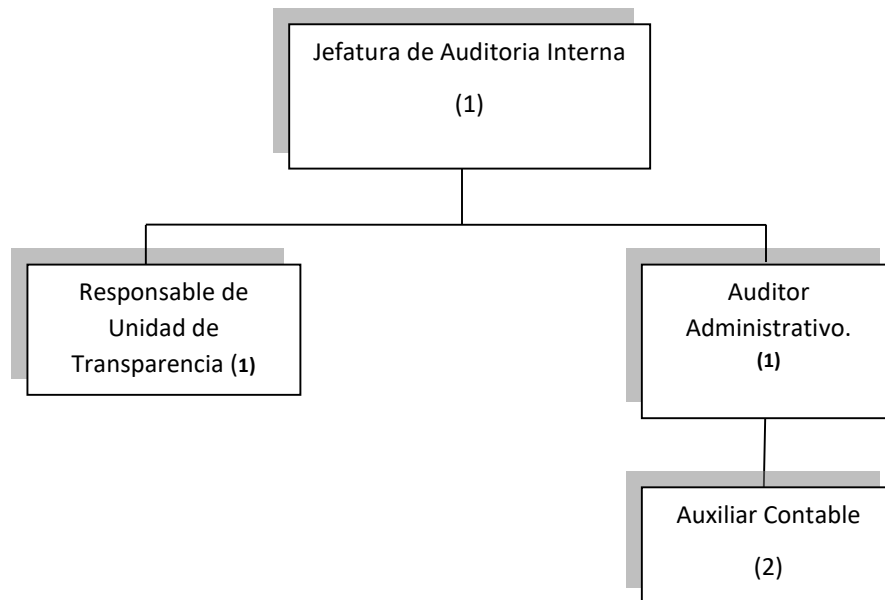 Jefatura de Auditoria Interna
(1)
Responsable de
Unidad de
Transparencia (1)
Auditor
Administrativo.
(1)
Auxiliar Contable
(2)